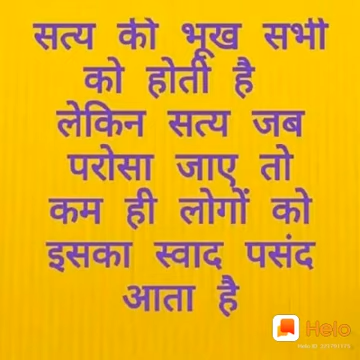 सत्य की भूख सभी
को होती है
लेकिन सत्य जब
परोसा जाए तो
कम ही लोगों को
इसका स्वाद पसंद
आता है
Helo